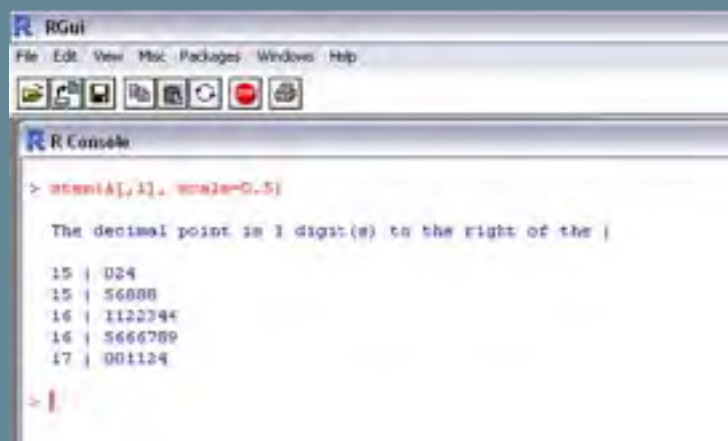 RGui
File Edit View Misc Packages Windows Help
STOP
R Console
> stem(A[,1], scale=0.5)
The decimal point is 1 digit(s) to the right of the |
15 | 024
15 | 56888
16 | 1122344
16 | 5666789
17 | 001124
>